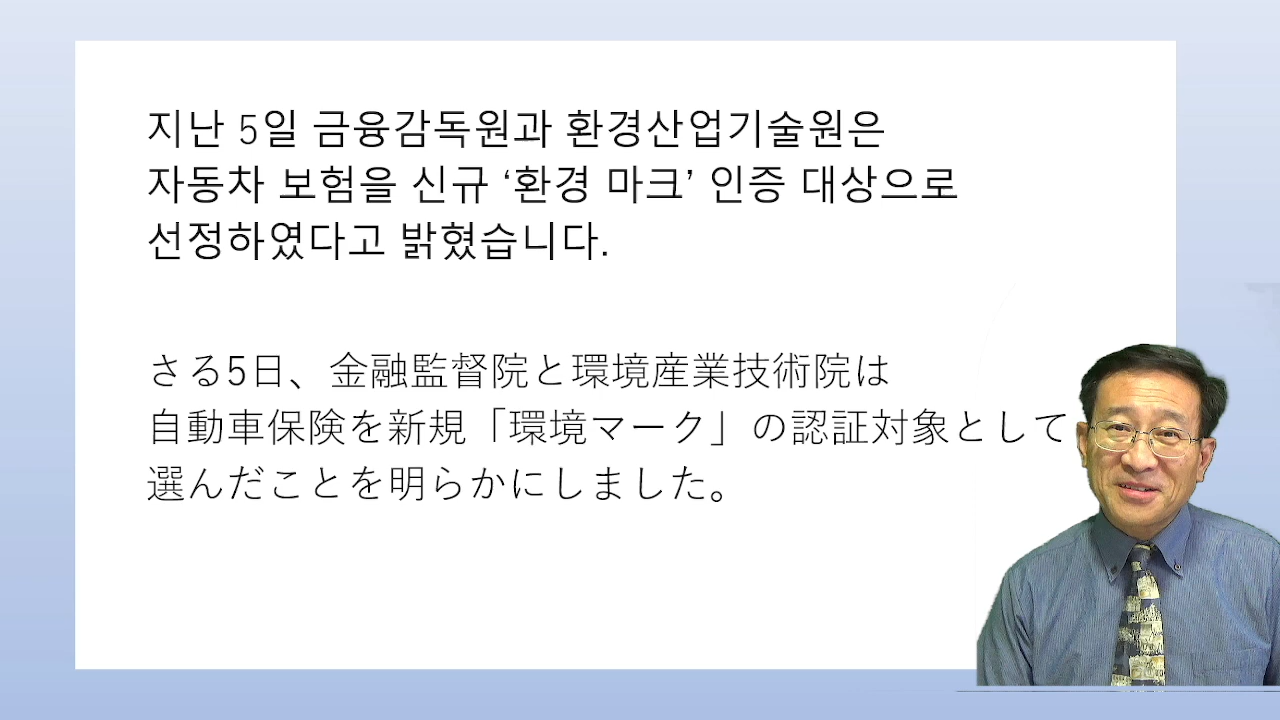 지난 5일 금융감독원과 환경산업기술원은
자동차 보험을 신규 ‘환경 마크’ 인증 대상으로
선정하였다고 밝혔습니다.
さる5日、金融監督院と環境産業技術院は
自動車保険を新規「環境マーク」の認証対象として
選んだことを明らかにしました。